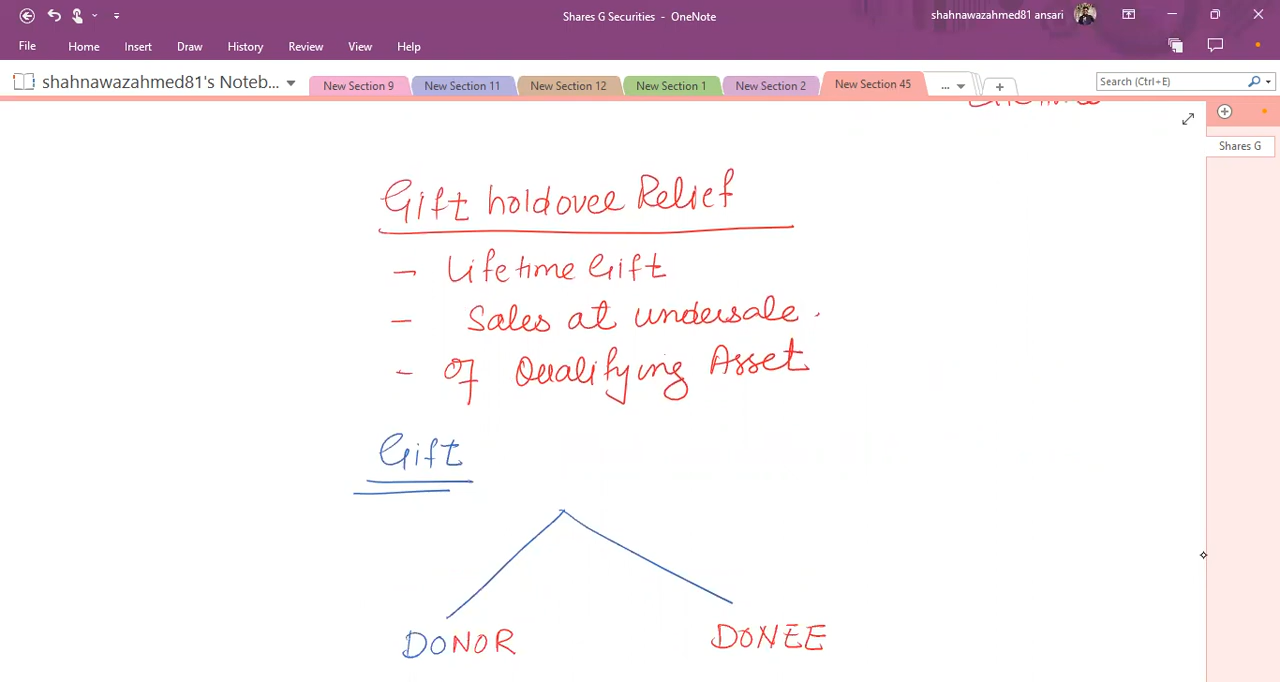 Shares G Securities - OneNote
shahnawazahmed81 ansari
File Home Insert Draw History Review View Help
shahnawazahmed81's Noteb...
New Section 9
New Section 11
New Section 12
New Section 1
New Section 2
New Section 45
...
Search (Ctrl+E)
Shares G
Gift holdover Relief
- Lifetime Gift
- Sales at undersale.
- of Qualifying Asset
Gift
DONOR DONEE